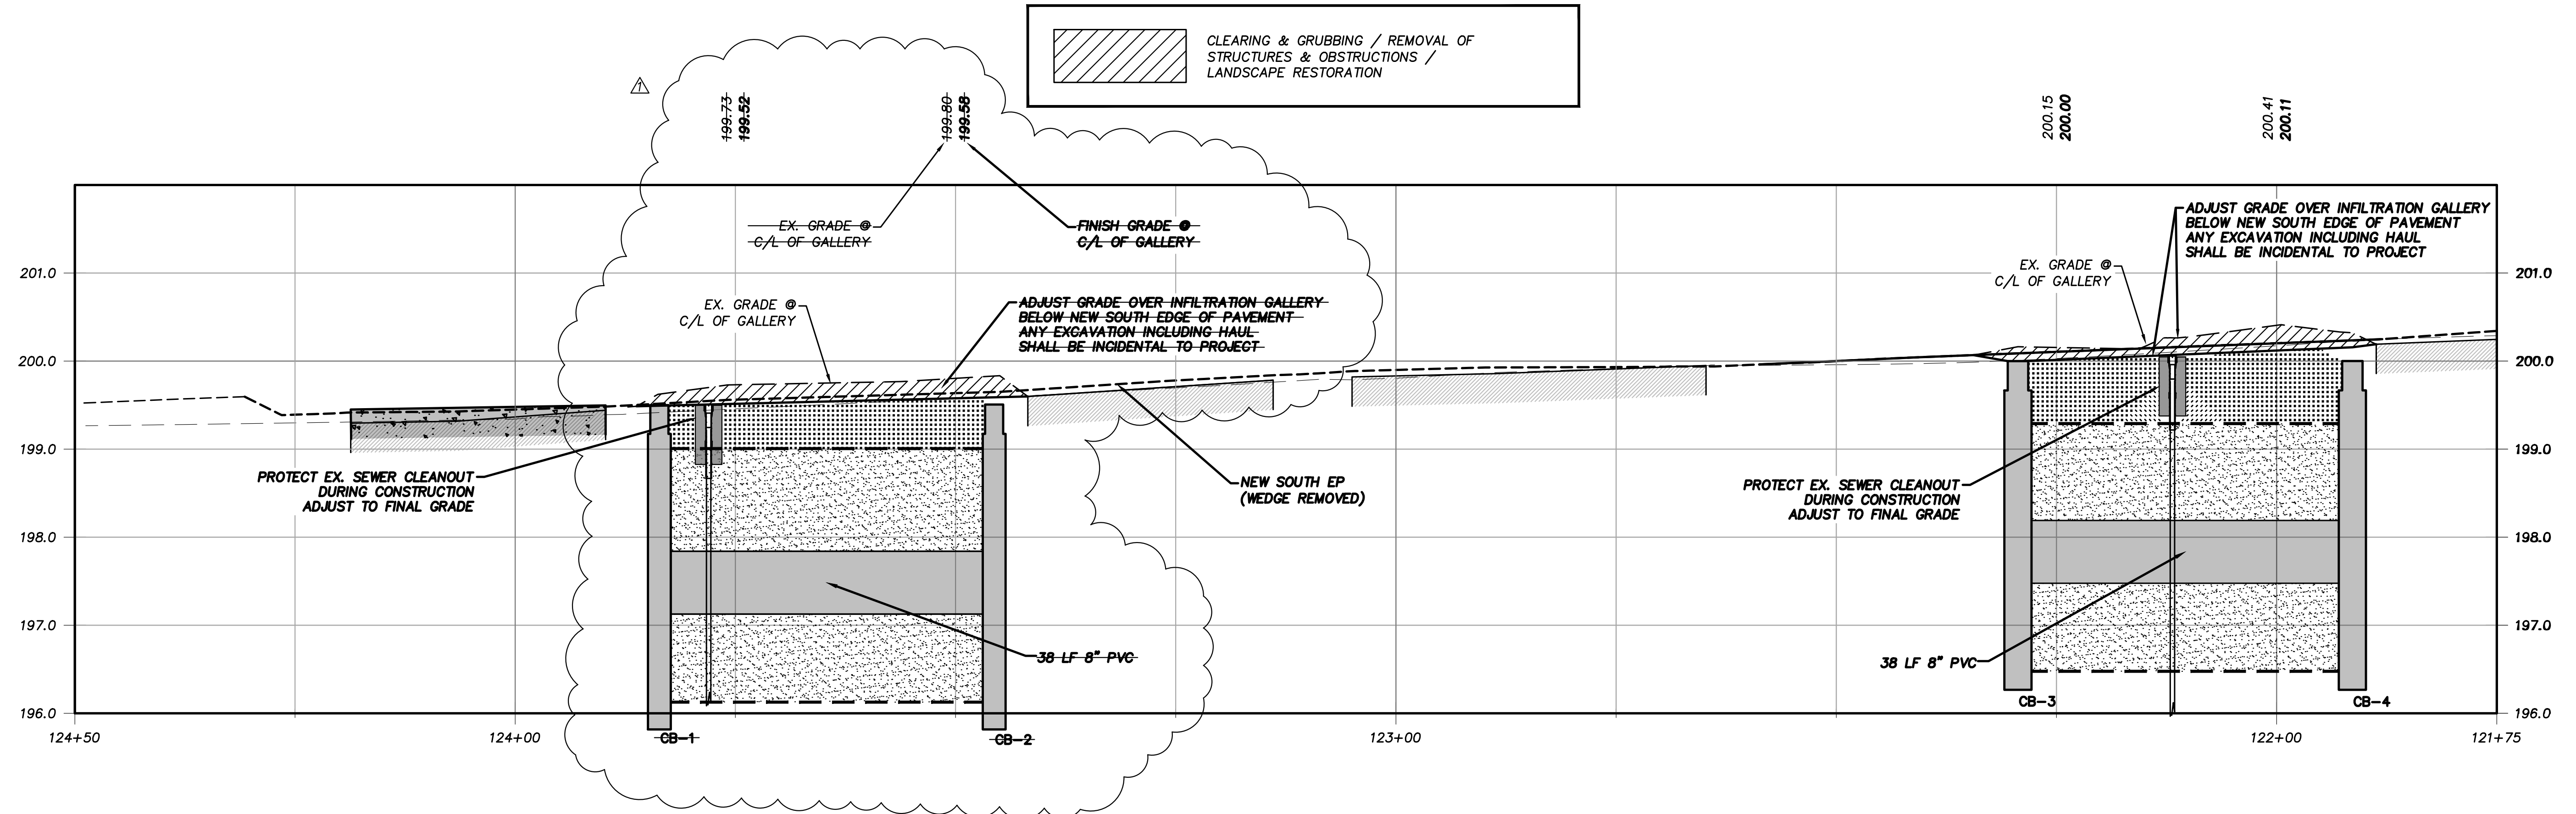 CLEARING & GRUBBING / REMOVAL OF
STRUCTURES & OBSTRUCTIONS /
LANDSCAPE RESTORATION
1
199.73
199.52
199.80
199.58
200.15
200.00
200.41
200.11
EX. GRADE @
C/L OF GALLERY
FINISH GRADE @
C/L OF GALLERY
ADJUST GRADE OVER INFILTRATION GALLERY
BELOW NEW SOUTH EDGE OF PAVEMENT
ANY EXCAVATION INCLUDING HAUL
SHALL BE INCIDENTAL TO PROJECT
EX. GRADE @
C/L OF GALLERY
EX. GRADE @
C/L OF GALLERY
ADJUST GRADE OVER INFILTRATION GALLERY
BELOW NEW SOUTH EDGE OF PAVEMENT
ANY EXCAVATION INCLUDING HAUL
SHALL BE INCIDENTAL TO PROJECT
PROTECT EX. SEWER CLEANOUT
DURING CONSTRUCTION
ADJUST TO FINAL GRADE
NEW SOUTH EP
(WEDGE REMOVED)
PROTECT EX. SEWER CLEANOUT
DURING CONSTRUCTION
ADJUST TO FINAL GRADE
38 LF 8" PVC
38 LF 8" PVC
CB-1
CB-2
CB-3
CB-4
201.0
200.0
199.0
198.0
197.0
196.0
201.0
200.0
199.0
198.0
197.0
196.0
124+50
124+00
123+00
122+00
121+75